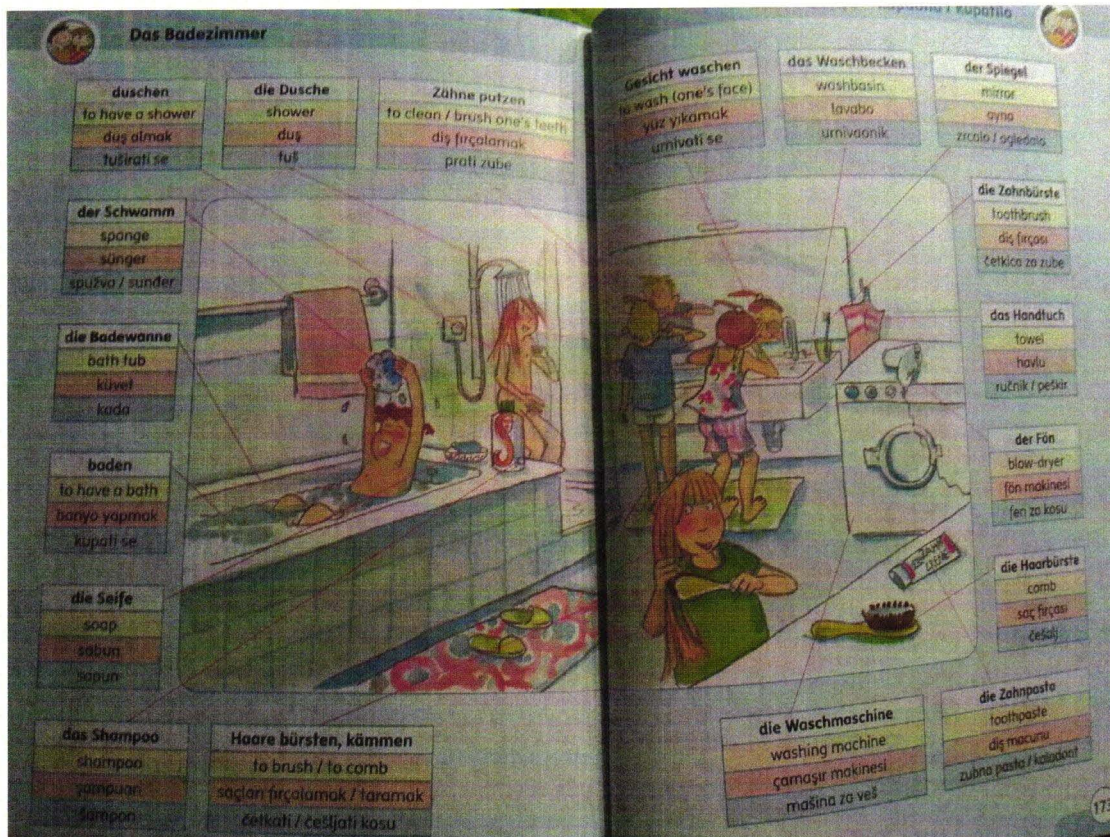 Das Badezimmer
Kupaona / Kupatilo
duschen
to have a shower
duş almak
tuširati se
die Dusche
shower
duş
tuš
Zähne putzen
to clean / brush one's teeth
diş fırçalamak
prati zube
Gesicht waschen
to wash (one's face)
yüz yıkamak
umivati se
das Waschbecken
washbasin
lavabo
umivaonik
der Spiegel
mirror
ayna
zrcalo / ogledalo
der Schwamm
sponge
sünger
spužva / sunđer
die Zahnbürste
toothbrush
diş fırçası
četkica za zube
die Badewanne
bath tub
küvet
kada
das Handtuch
towel
havlu
ručnik / peškir
baden
to have a bath
banyo yapmak
kupati se
der Fön
blow-dryer
fön makinesi
fen za kosu
die Seife
soap
sabun
sapun
die Haarbürste
comb
saç fırçası
češalj
das Shampoo
shampoo
şampuan
šampon
Haare bürsten, kämmen
to brush / to comb
saçları fırçalamak / taramak
četkati / češljati kosu
die Waschmaschine
washing machine
çamaşır makinesi
mašina za veš
die Zahnpasta
toothpaste
diş macunu
zubna pasta / kaladont
S